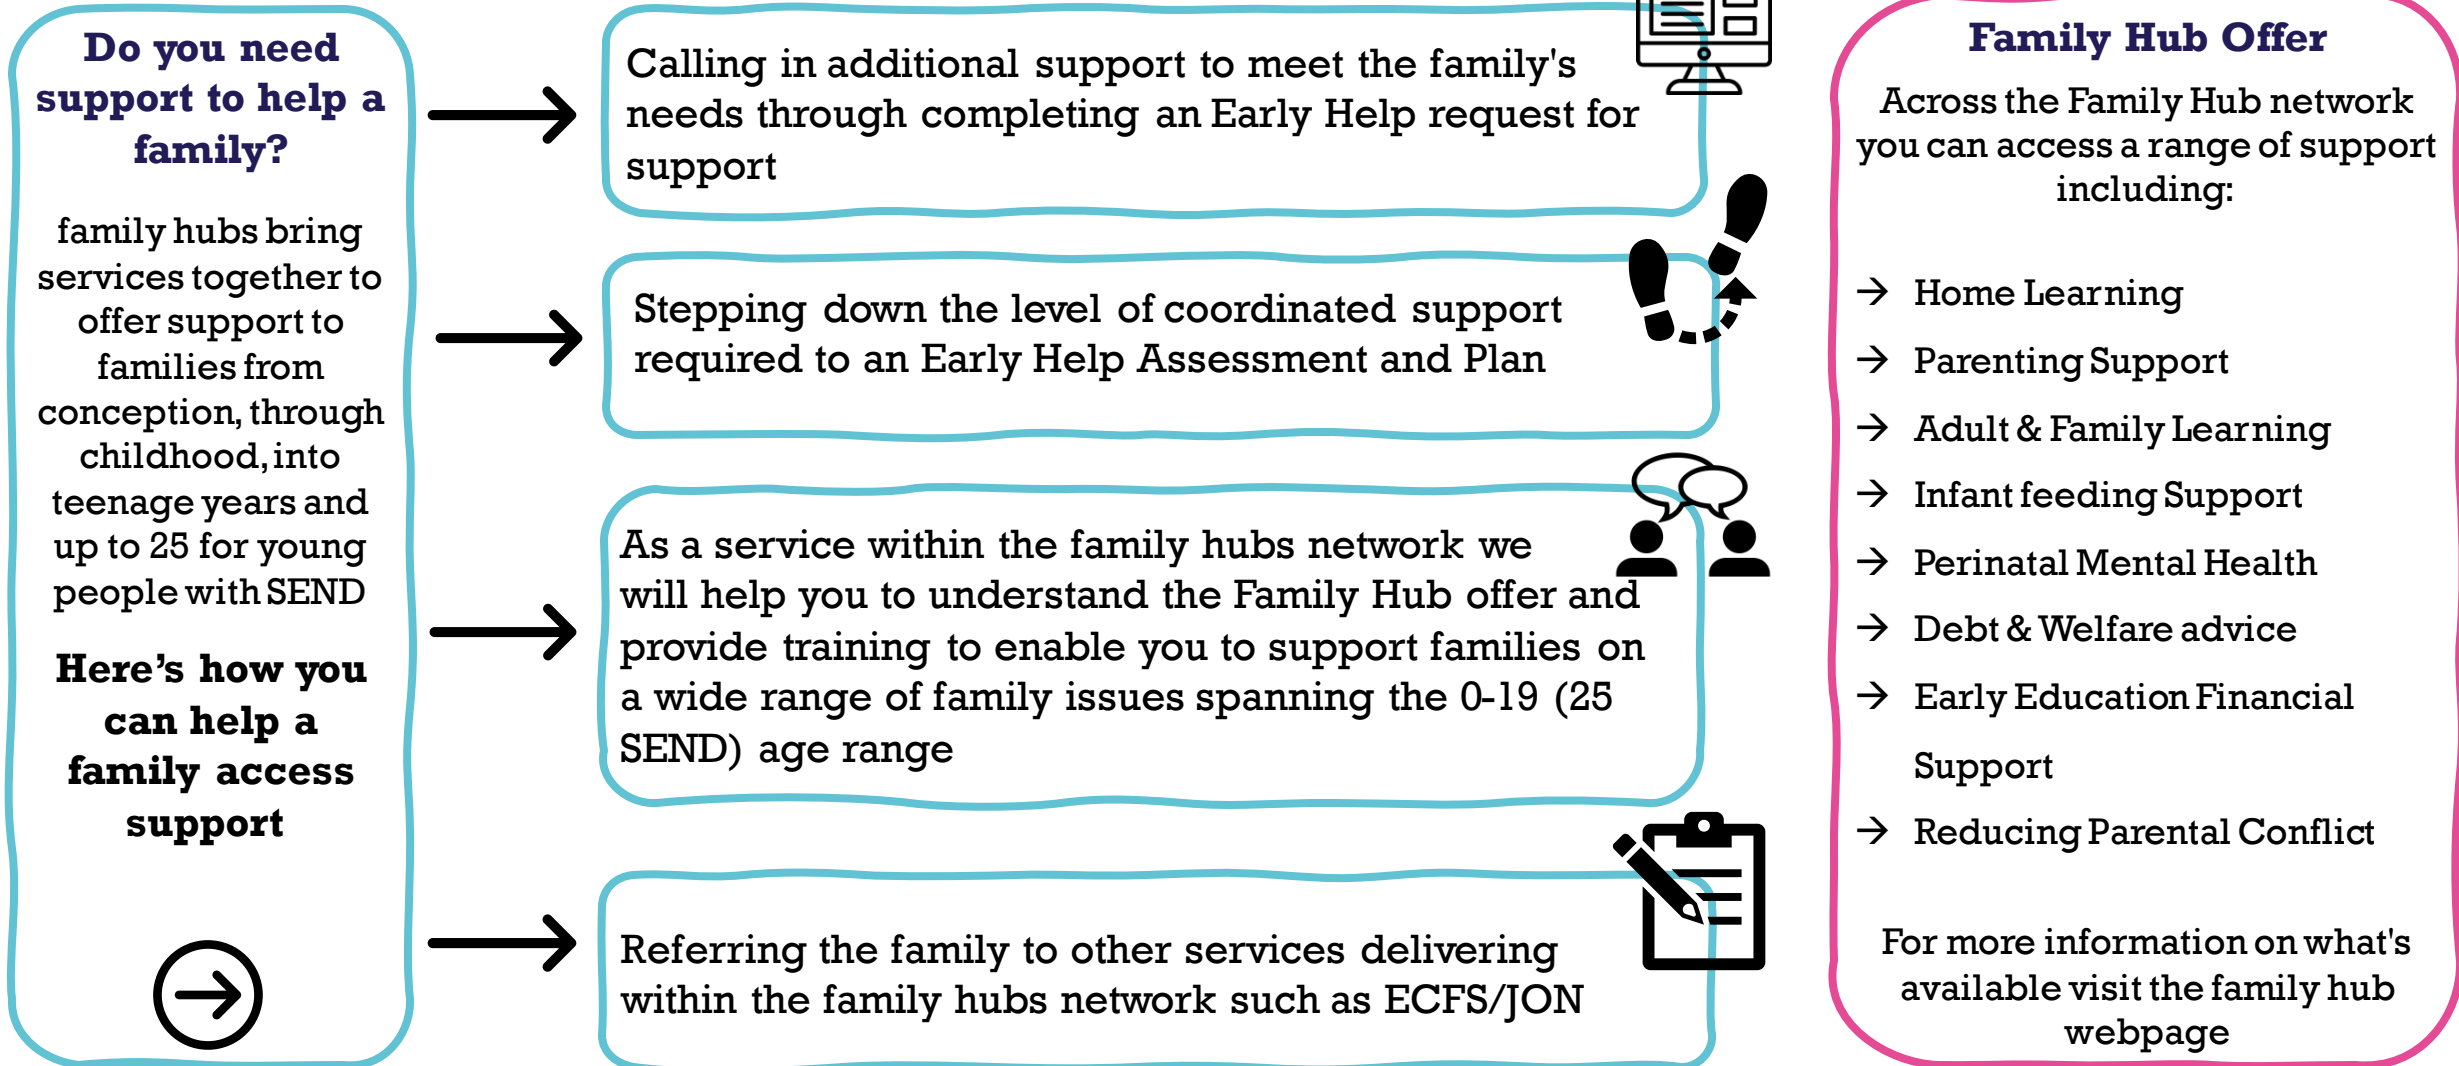 Do you need
support to help a
family?
family hubs bring
services together to
offer support to
families from
conception, through
childhood, into
teenage years and
up to 25 for young
people with SEND
Here’s how you
can help a
family access
support
Calling in additional support to meet the family's
needs through completing an Early Help request for
support
Stepping down the level of coordinated support
required to an Early Help Assessment and Plan
As a service within the family hubs network we
will help you to understand the Family Hub offer and
provide training to enable you to support families on
a wide range of family issues spanning the 0-19 (25
SEND) age range
Referring the family to other services delivering
within the family hubs network such as ECFS/JON
Family Hub Offer
Across the Family Hub network
you can access a range of support
including:
→ Home Learning
→ Parenting Support
→ Adult & Family Learning
→ Infant feeding Support
→ Perinatal Mental Health
→ Debt & Welfare advice
→ Early Education Financial
Support
→ Reducing Parental Conflict
For more information on what's
available visit the family hub
webpage